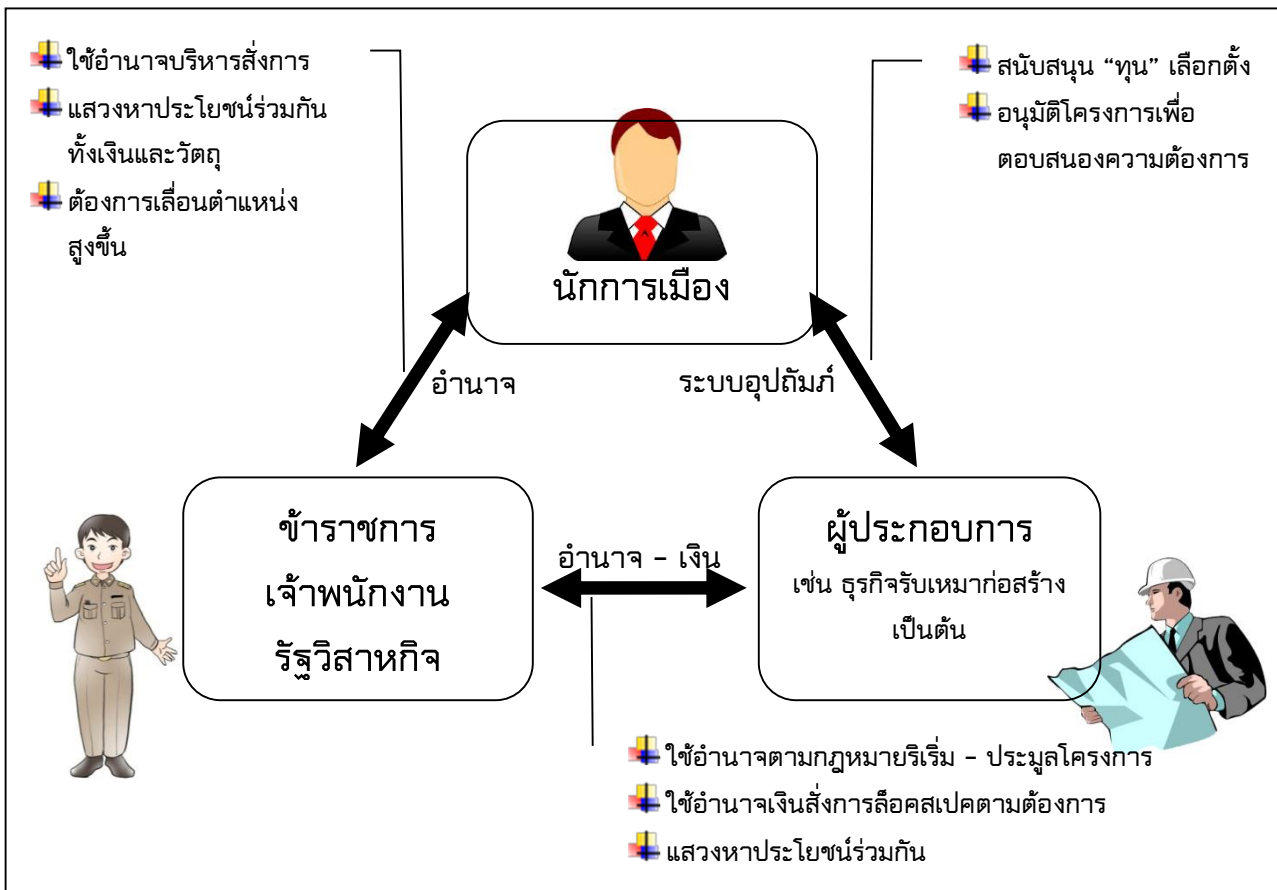 ใช้อำนาจบริหารสั่งการ
แสวงหาประโยชน์ร่วมกัน
ทั้งเงินและวัตถุ
ต้องการเลื่อนตำแหน่ง
สูงขึ้น
สนับสนุน “ทุน” เลือกตั้ง
อนุมัติโครงการเพื่อ
ตอบสนองความต้องการ
นักการเมือง
อำนาจ
ระบบอุปถัมภ์
ข้าราชการ
เจ้าพนักงาน
รัฐวิสาหกิจ
อำนาจ - เงิน
ผู้ประกอบการ
เช่น ธุรกิจรับเหมาก่อสร้าง
เป็นต้น
ใช้อำนาจตามกฎหมายริเริ่ม - ประมูลโครงการ
ใช้อำนาจเงินสั่งการล็อคสเปคตามต้องการ
แสวงหาประโยชน์ร่วมกัน